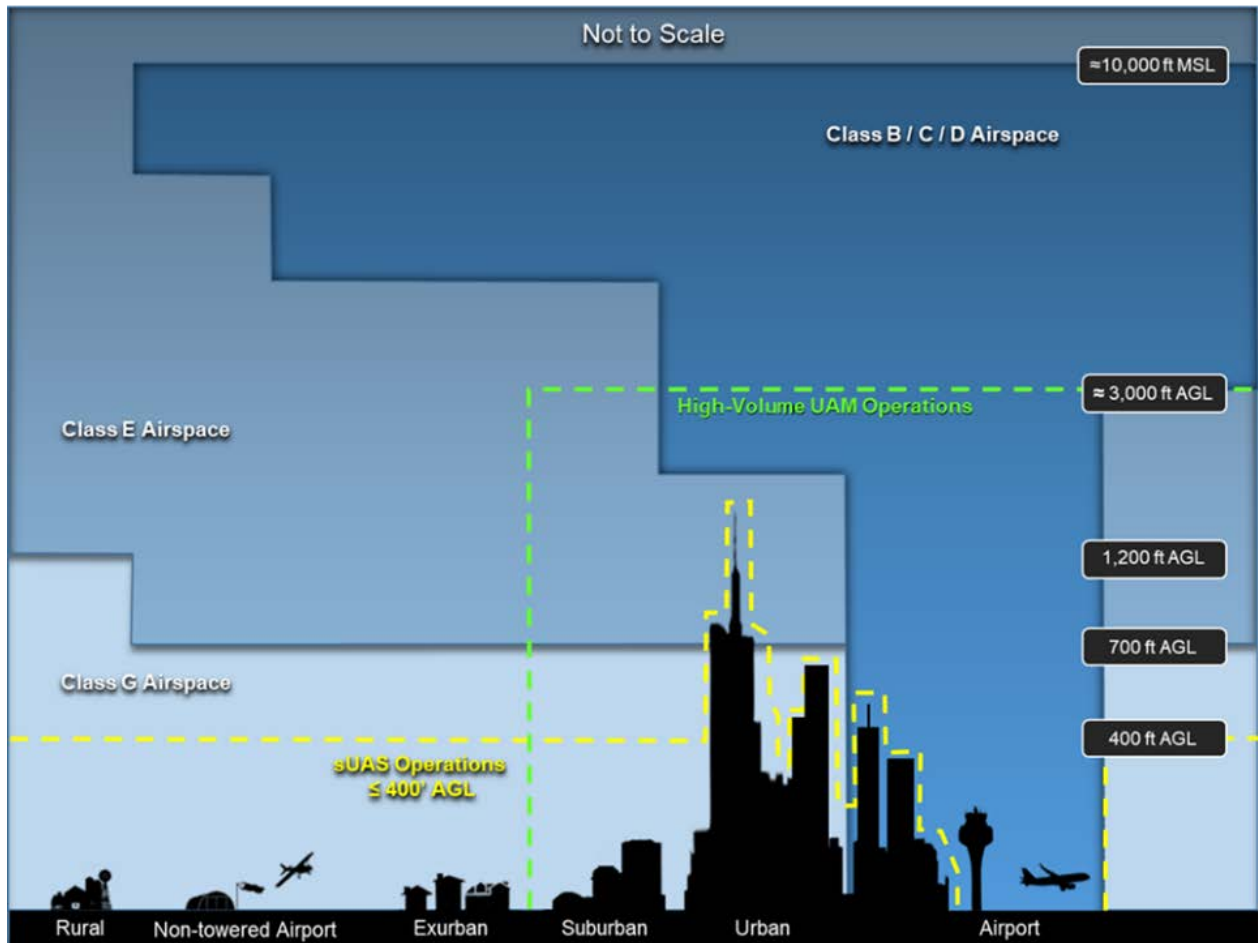 Not to Scale
≈10,000 ft MSL
Class B / C / D Airspace
≈ 3,000 ft AGL
High-Volume UAM Operations
Class E Airspace
1,200 ft AGL
700 ft AGL
Class G Airspace
400 ft AGL
sUAS Operations
≤ 400' AGL
Rural
Non-towered Airport
Exurban
Suburban
Urban
Airport